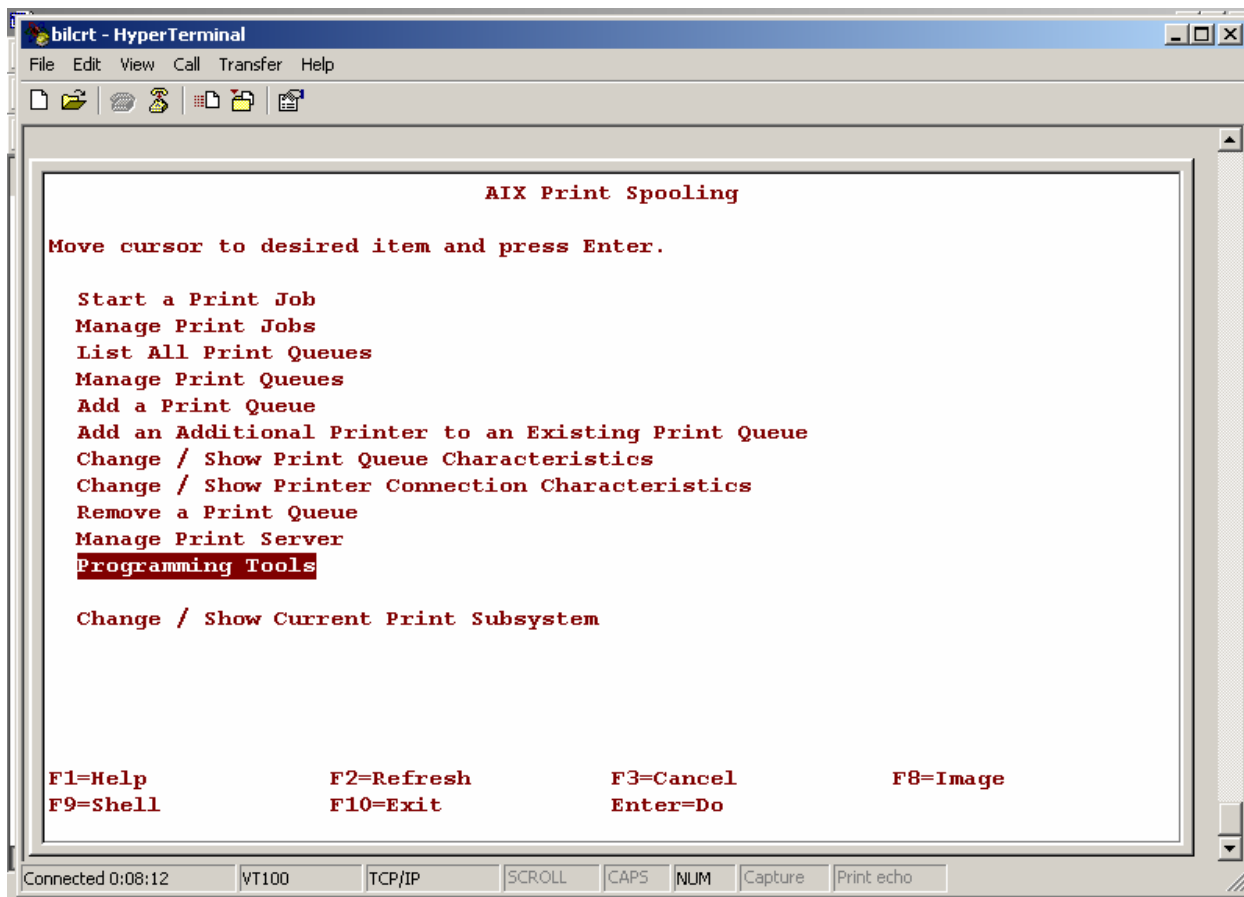 bilcrt - HyperTerminal
File Edit View Call Transfer Help
AIX Print Spooling
Move cursor to desired item and press Enter.
Start a Print Job
Manage Print Jobs
List All Print Queues
Manage Print Queues
Add a Print Queue
Add an Additional Printer to an Existing Print Queue
Change / Show Print Queue Characteristics
Change / Show Printer Connection Characteristics
Remove a Print Queue
Manage Print Server
Programming Tools
Change / Show Current Print Subsystem
F1=Help F2=Refresh F3=Cancel F8=Image
F9=Shell F10=Exit Enter=Do
Connected 0:08:12 VT100 TCP/IP SCROLL CAPS NUM Capture Print echo